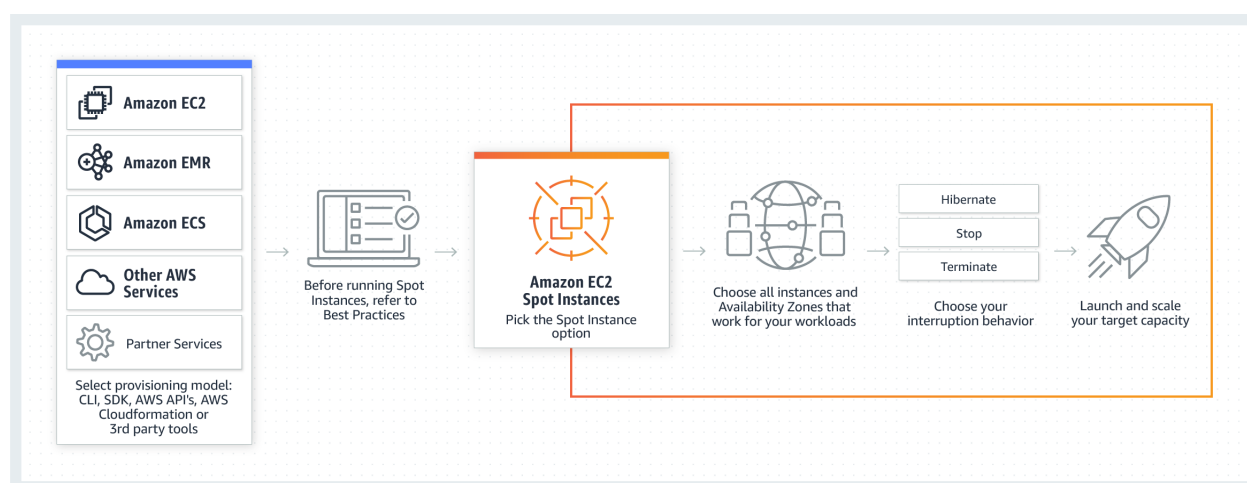 Amazon EC2
Amazon EMR
Amazon ECS
Other AWS
Services
Partner Services
Select provisioning model:
CLI, SDK, AWS API's, AWS
Cloudformation or
3rd party tools
Before running Spot
Instances, refer to
Best Practices
Amazon EC2
Spot Instances
Pick the Spot Instance
option
Choose all instances and
Availability Zones that
work for your workloads
Hibernate
Stop
Terminate
Choose your
interruption behavior
Launch and scale
your target capacity